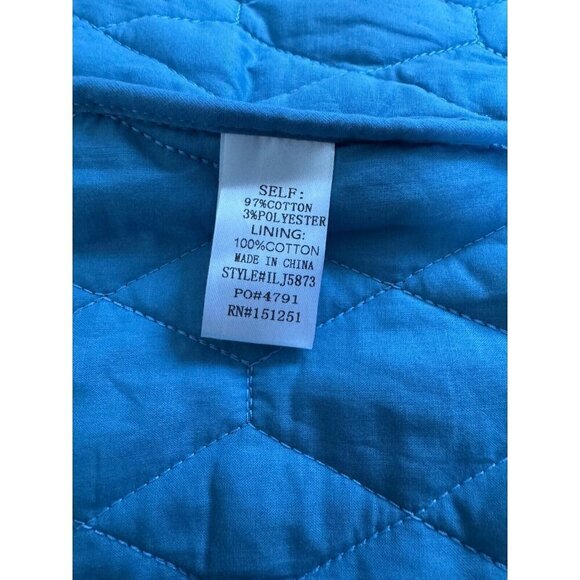 SELF:
97%COTTON
3%POLYESTER
LINING:
100%COTTON
MADE IN CHINA
STYLE#ILJ5873
PO#4791
RN#151251